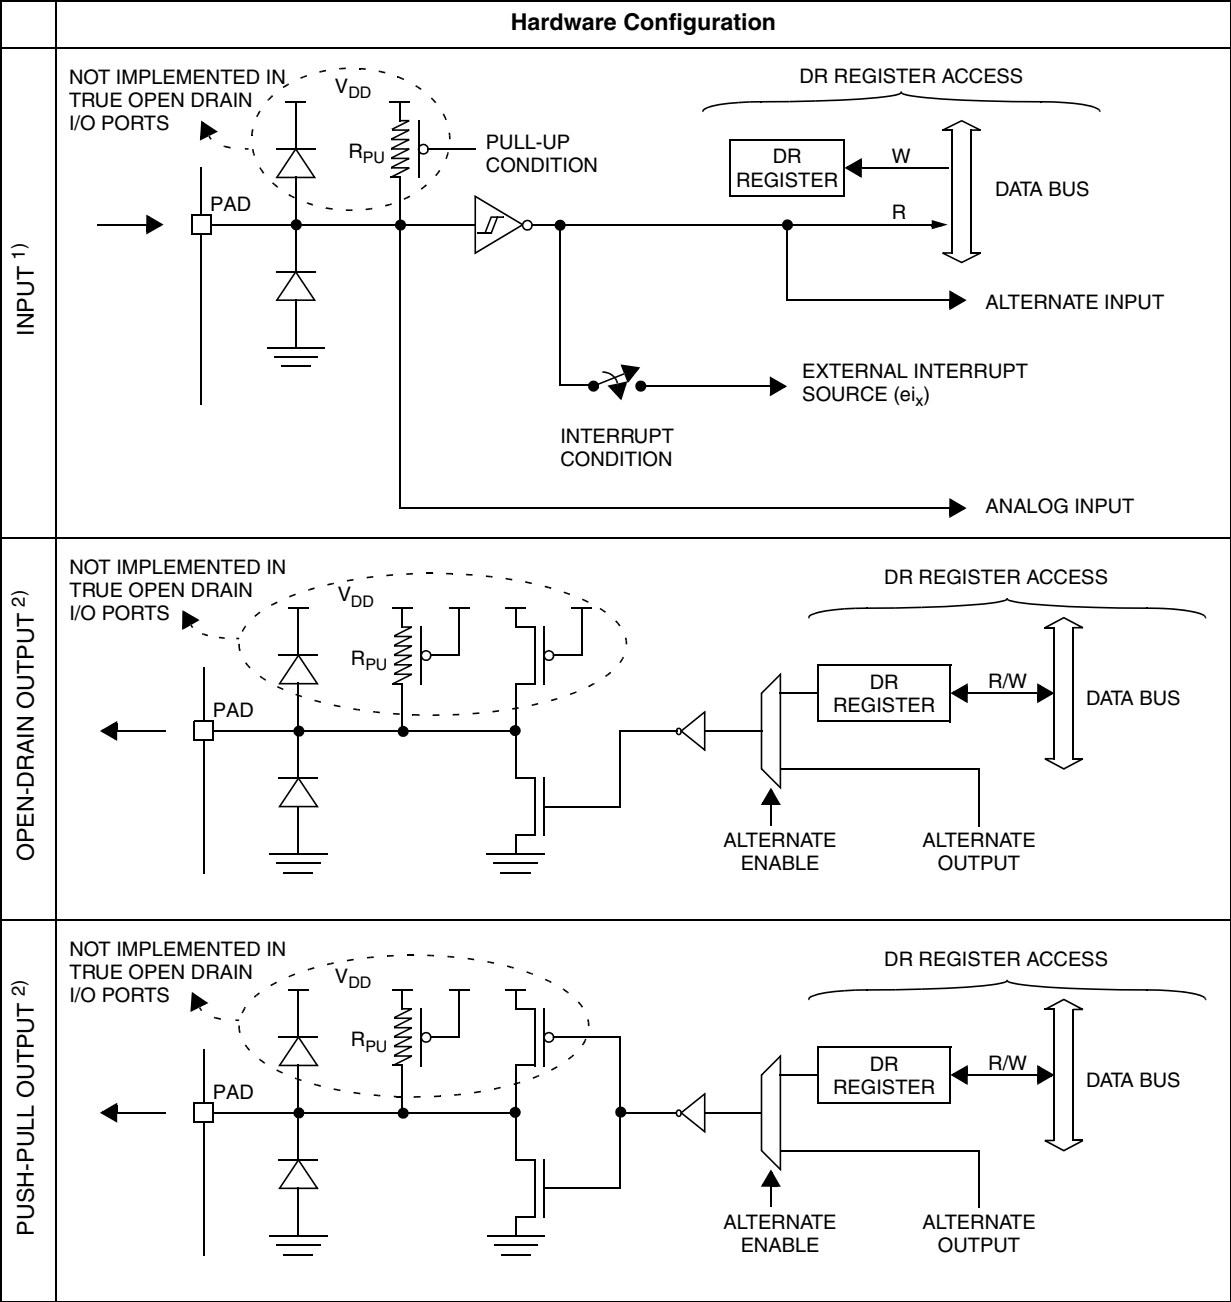 Hardware Configuration
INPUT 1)
NOT IMPLEMENTED IN
TRUE OPEN DRAIN
I/O PORTS
VDD
RPU
PULL-UP
CONDITION
PAD
DR REGISTER ACCESS
DR
REGISTER
W
R
DATA BUS
ALTERNATE INPUT
EXTERNAL INTERRUPT
SOURCE (eix)
INTERRUPT
CONDITION
ANALOG INPUT
OPEN-DRAIN OUTPUT 2)
NOT IMPLEMENTED IN
TRUE OPEN DRAIN
I/O PORTS
VDD
RPU
PAD
DR REGISTER ACCESS
DR
REGISTER
R/W
DATA BUS
ALTERNATE
ENABLE
ALTERNATE
OUTPUT
PUSH-PULL OUTPUT 2)
NOT IMPLEMENTED IN
TRUE OPEN DRAIN
I/O PORTS
VDD
RPU
PAD
DR REGISTER ACCESS
DR
REGISTER
R/W
DATA BUS
ALTERNATE
ENABLE
ALTERNATE
OUTPUT